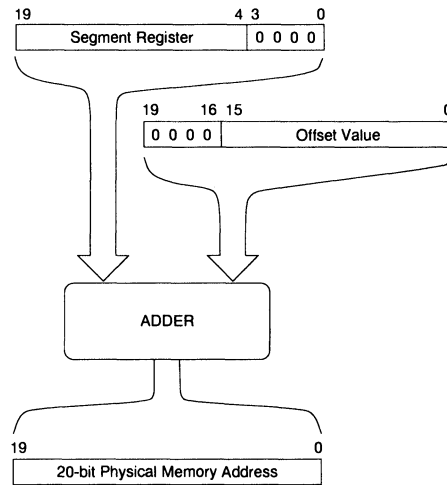 19 4 3 0
Segment Register 0 0 0 0
19 16 15 0
0 0 0 0 Offset Value
ADDER
19 0
20-bit Physical Memory Address